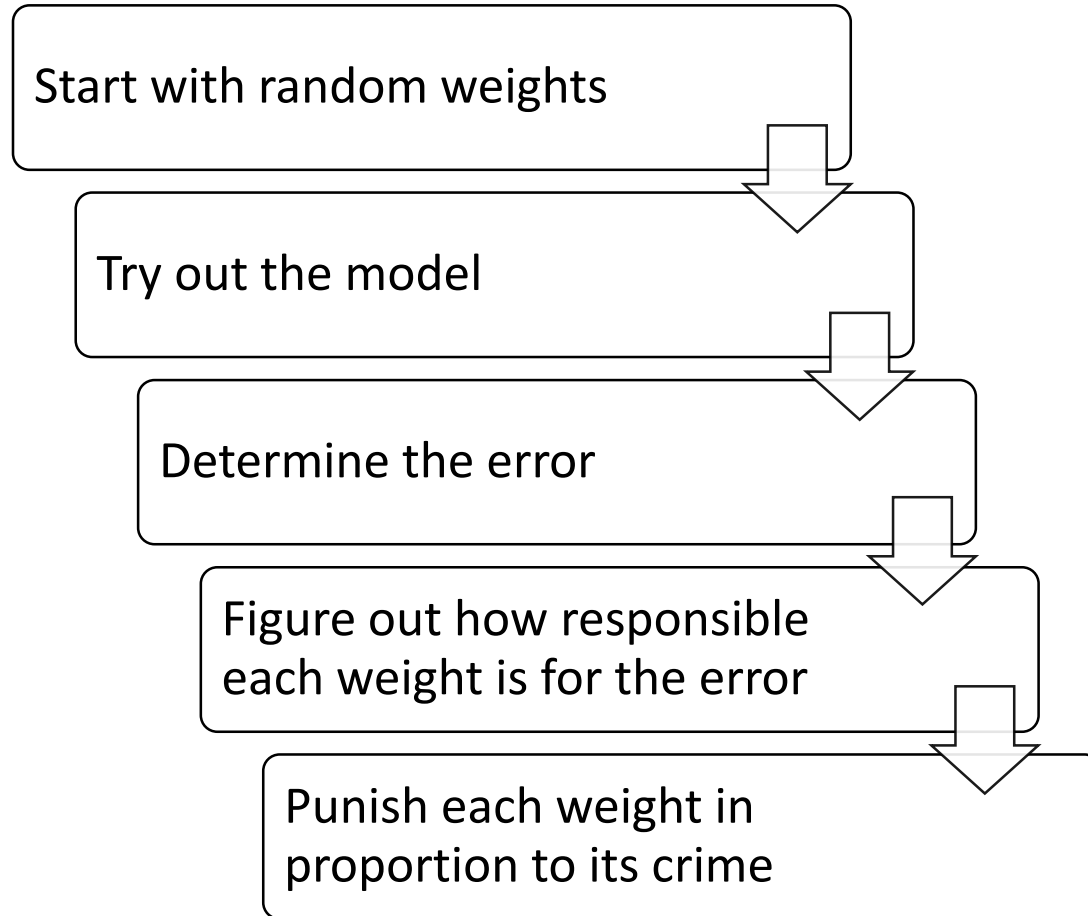 Start with random weights
Try out the model
Determine the error
Figure out how responsible
each weight is for the error
Punish each weight in
proportion to its crime